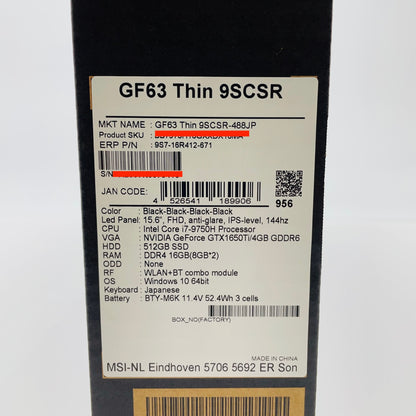 GF63 Thin 9SCSR
MKT NAME : GF63 Thin 9SCSR-488JP
Product SKU :
ERP P/N : 9S7-16R412-671
S/N
JAN CODE:
4 526541 189906
956
Color : Black-Black-Black-Black
Led Panel : 15.6", FHD, anti-glare, IPS-level, 144hz
CPU : Intel Core i7-9750H Processor
VGA : NVIDIA GeForce GTX1650Ti/4GB GDDR6
HDD : 512GB SSD
RAM : DDR4 16GB(8GB*2)
ODD : None
RF : WLAN+BT combo module
OS : Windows 10 64bit
Keyboard : Japanese
Battery : BTY-M6K 11.4V 52.4Wh 3 cells
BOX_NO(FACTORY)
MADE IN CHINA
MSI-NL Eindhoven 5706 5692 ER Son